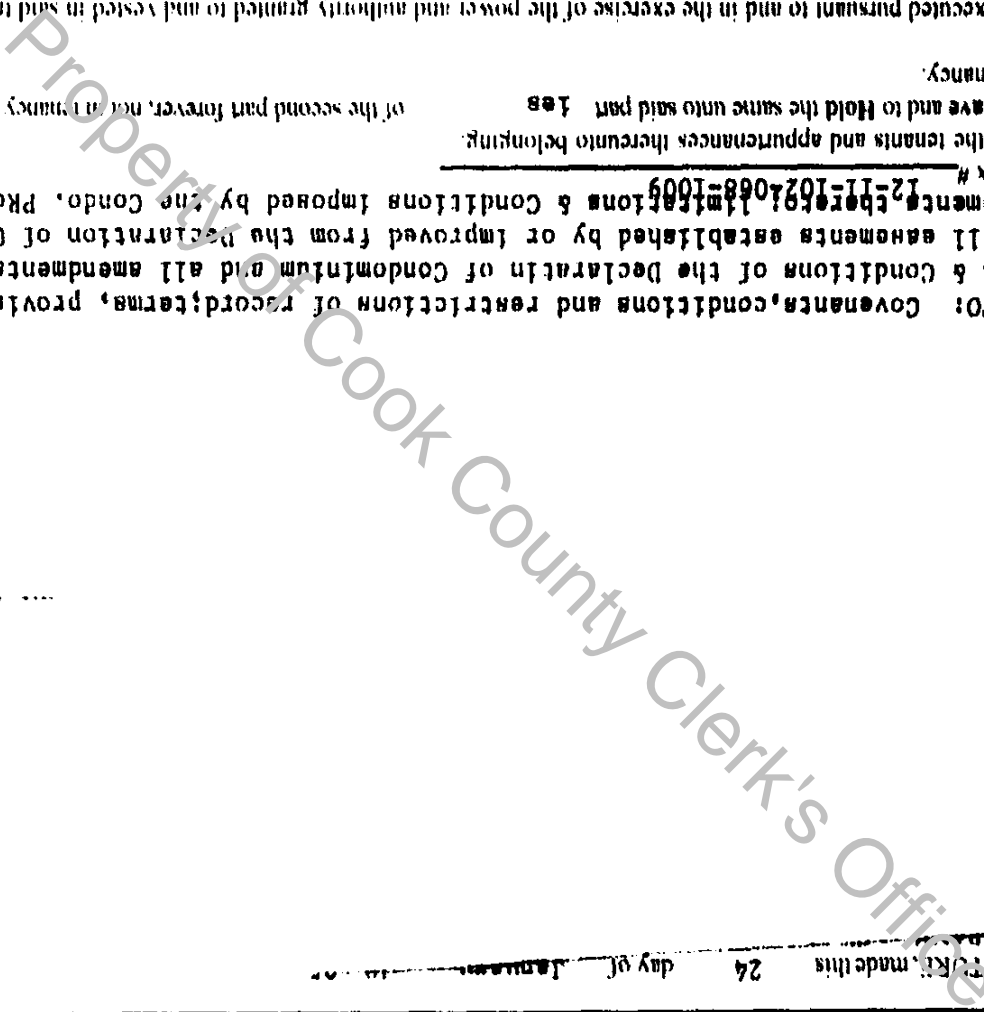 made this 24 day of January
O: Covenants,conditions and restrictions of record;terms, provis
& Conditions of the Declaratin of Condominium and all amendments
ll easements established by or improved from the Declaration of C
ments thereto; limitations & Conditions imposed by the Condo. PRo
# 12-11-102-068-1009
the tenants and appurtenances thereunto belonging.
ave and to Hold the same unto said part ies of the second part forever, not in tenancy
nancy.
xecuted pursuant to and in the exercise of the power and authority granted to and vested in said tr
Property of Cook County Clerk's Office